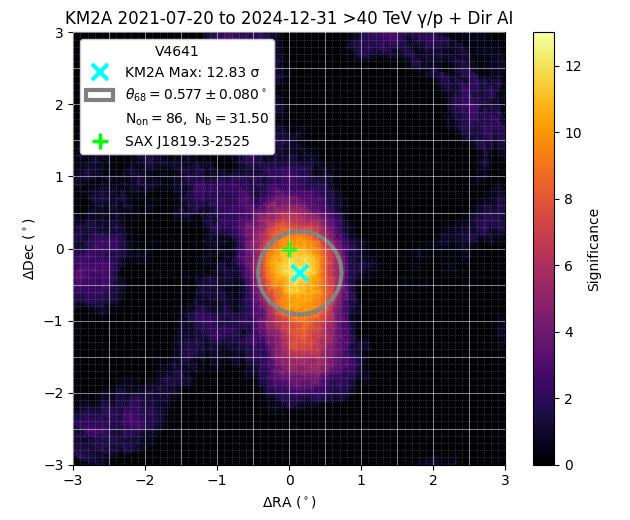 KM2A 2021-07-20 to 2024-12-31 >40 TeV γ/p + Dir AI
V4641
KM2A Max: 12.83 σ
θ68 = 0.577 ± 0.080°
Non = 86, Nb = 31.50
SAX J1819.3-2525
3
2
1
0
−1
−2
−3
ΔDec (°)
−3 −2 −1 0 1 2 3
ΔRA (°)
12
10
8
6
4
2
0
Significance